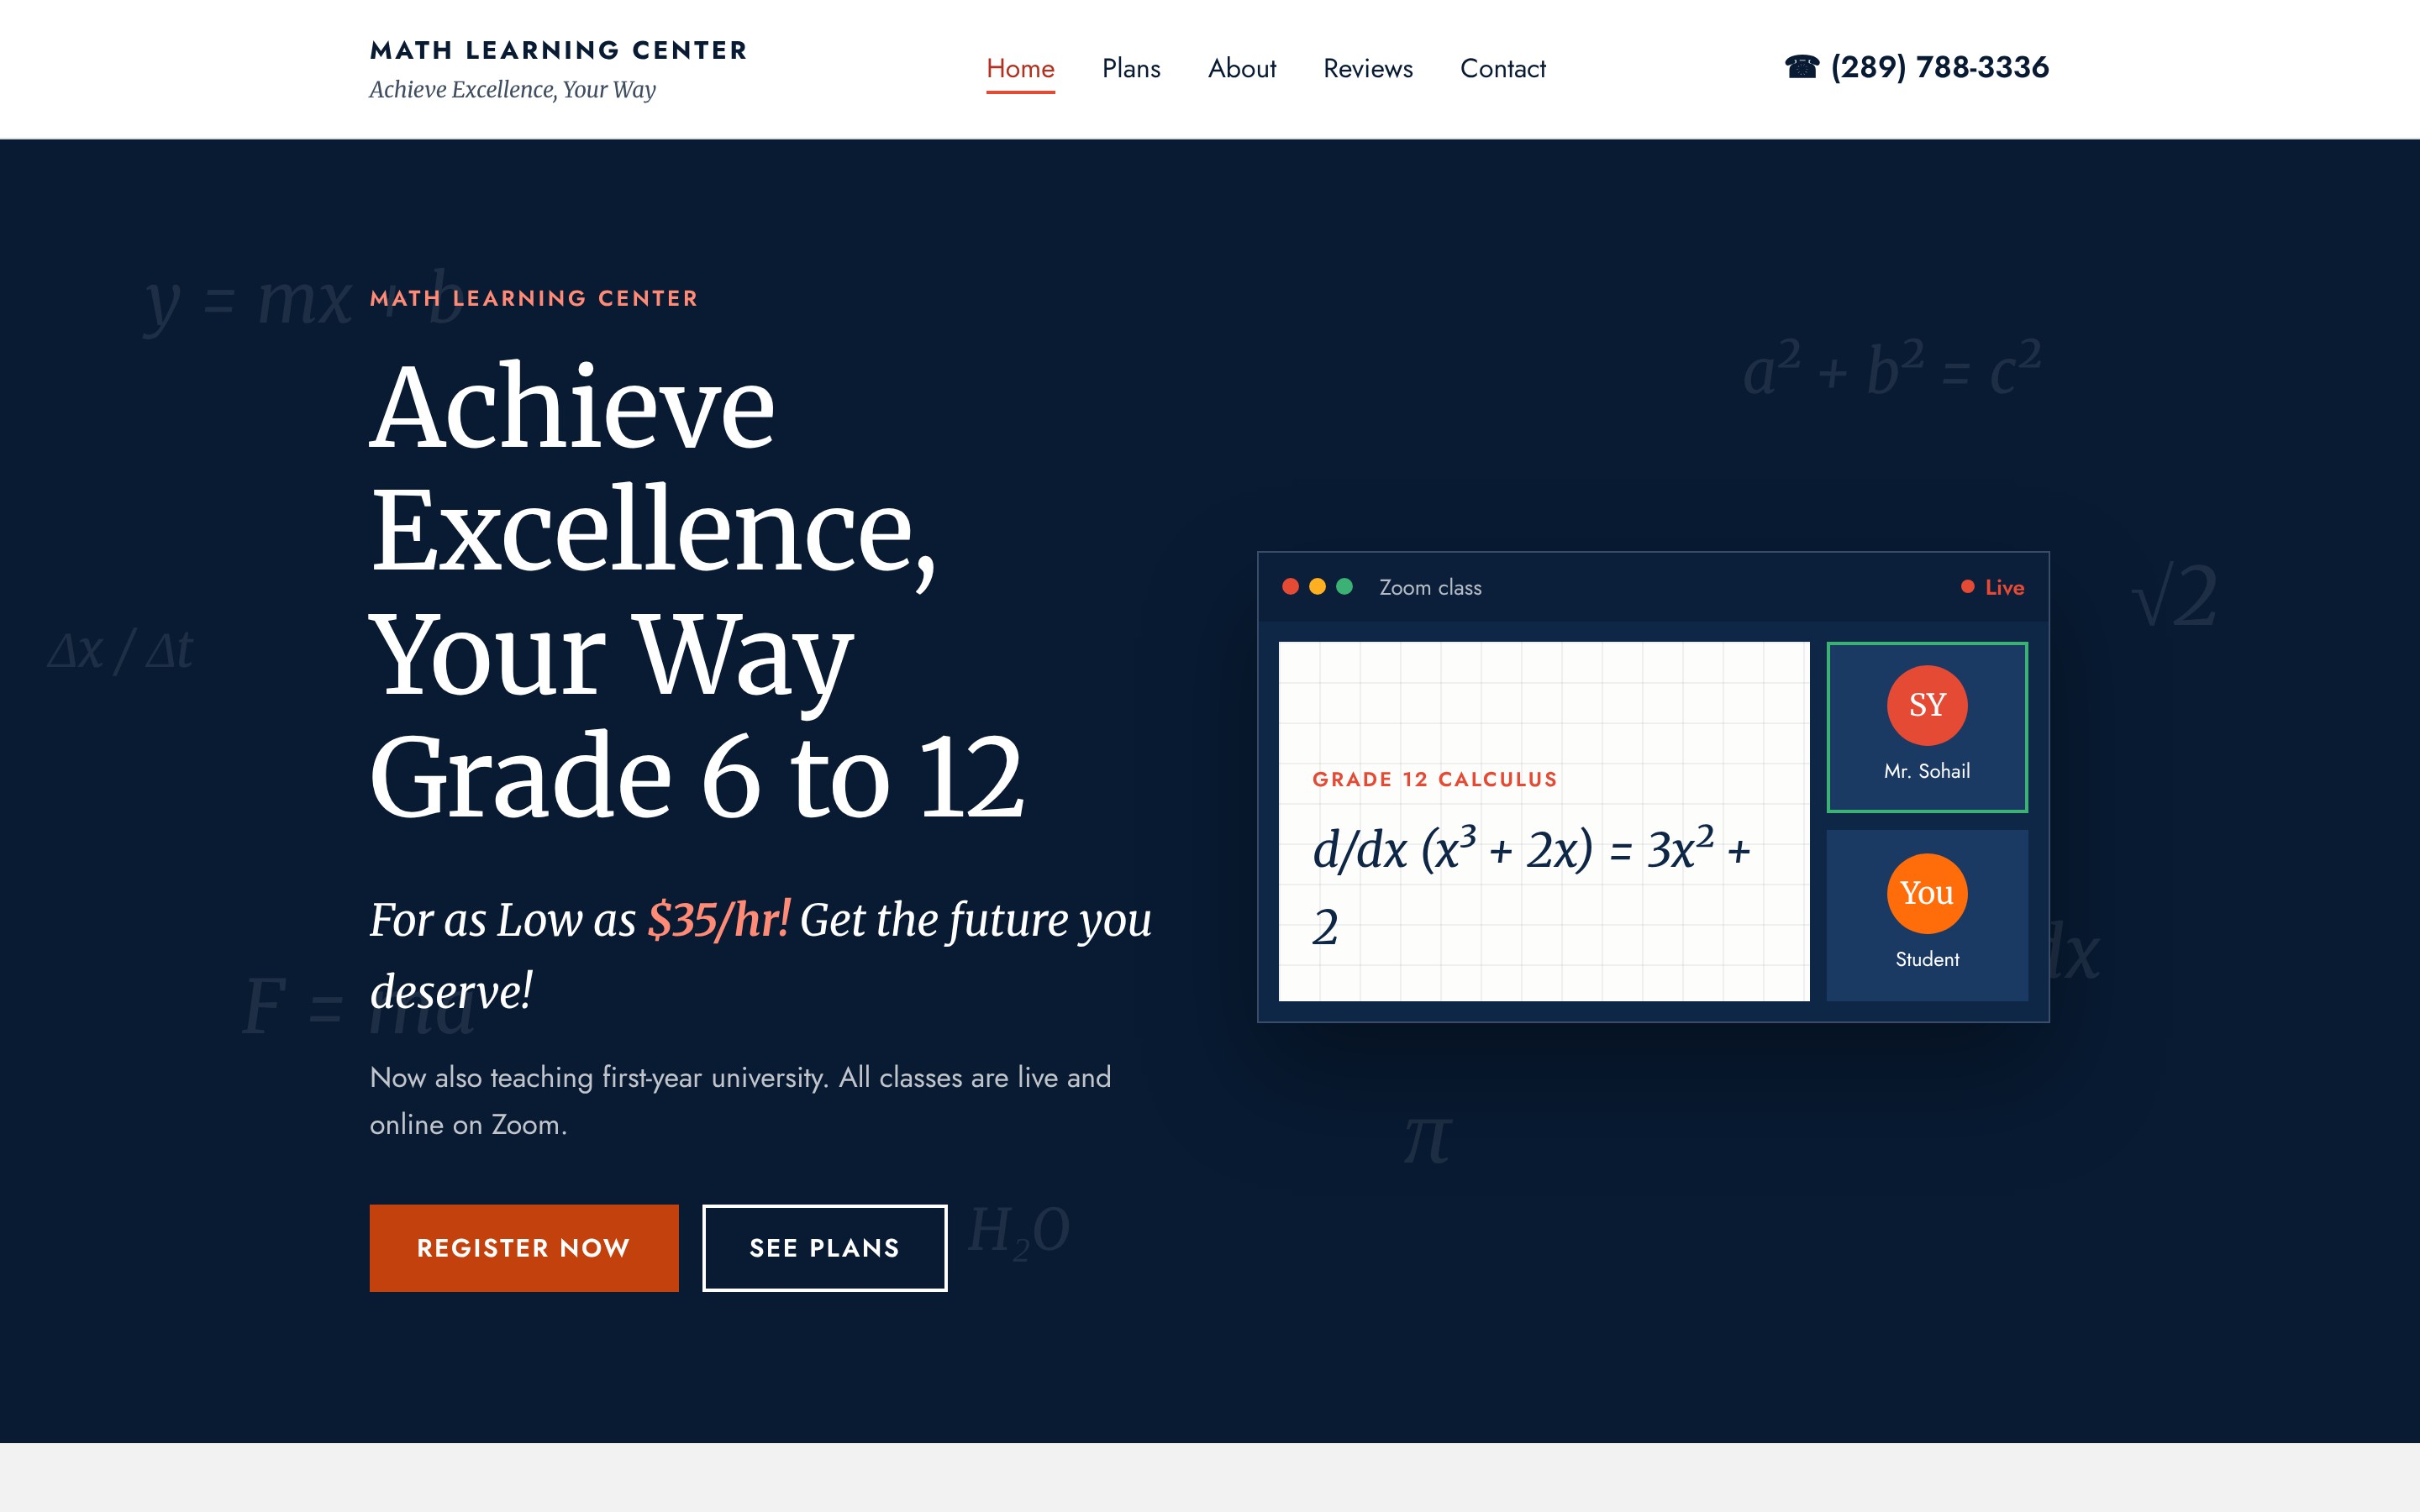 MATH LEARNING CENTER
Achieve Excellence, Your Way
Home Plans About Reviews Contact
☎ (289) 788-3336
y = mx + b
MATH LEARNING CENTER
a² + b² = c²
Achieve
Excellence,
Your Way
Grade 6 to 12
√2
Δx / Δt
Zoom class
Live
GRADE 12 CALCULUS
d/dx (x³ + 2x) = 3x² +
2
SY
Mr. Sohail
You
Student
dx
For as Low as $35/hr! Get the future you
deserve!
F = ma
Now also teaching first-year university. All classes are live and
online on Zoom.
π
REGISTER NOW
SEE PLANS
H₂O